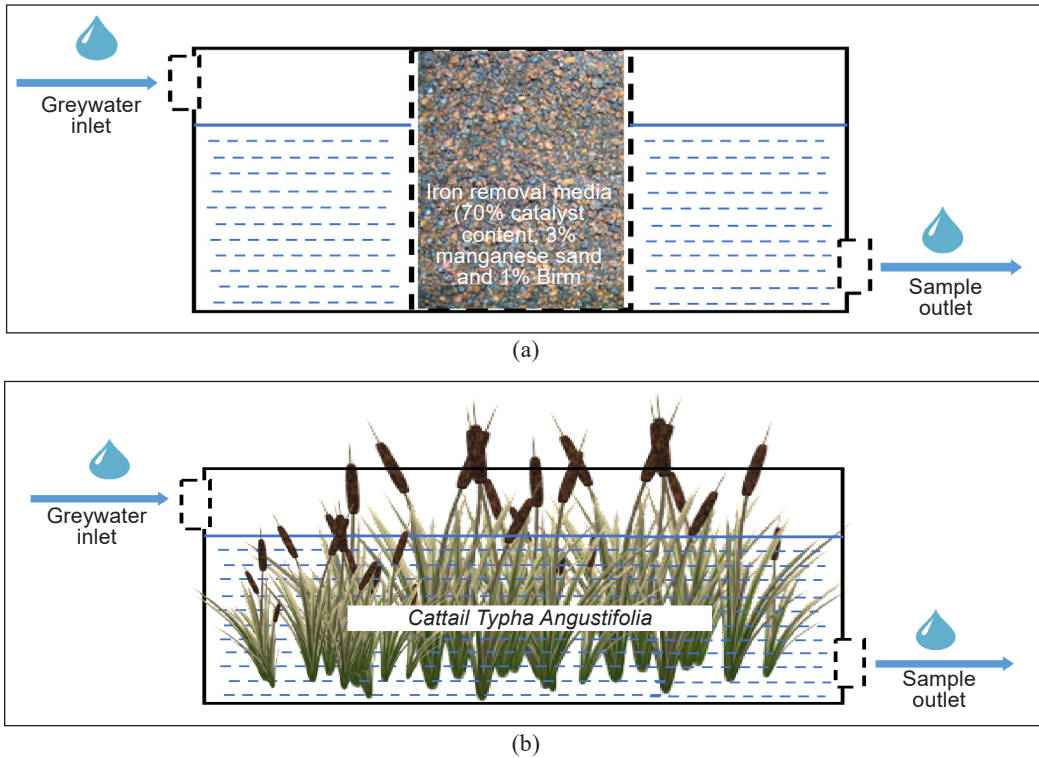 Greywater
inlet
Iron removal media
(70% catalyst
content, 3%
manganese sand
and 1% Birm
Sample
outlet
(a)
Greywater
inlet
Cattail Typha Angustifolia
Sample
outlet
(b)